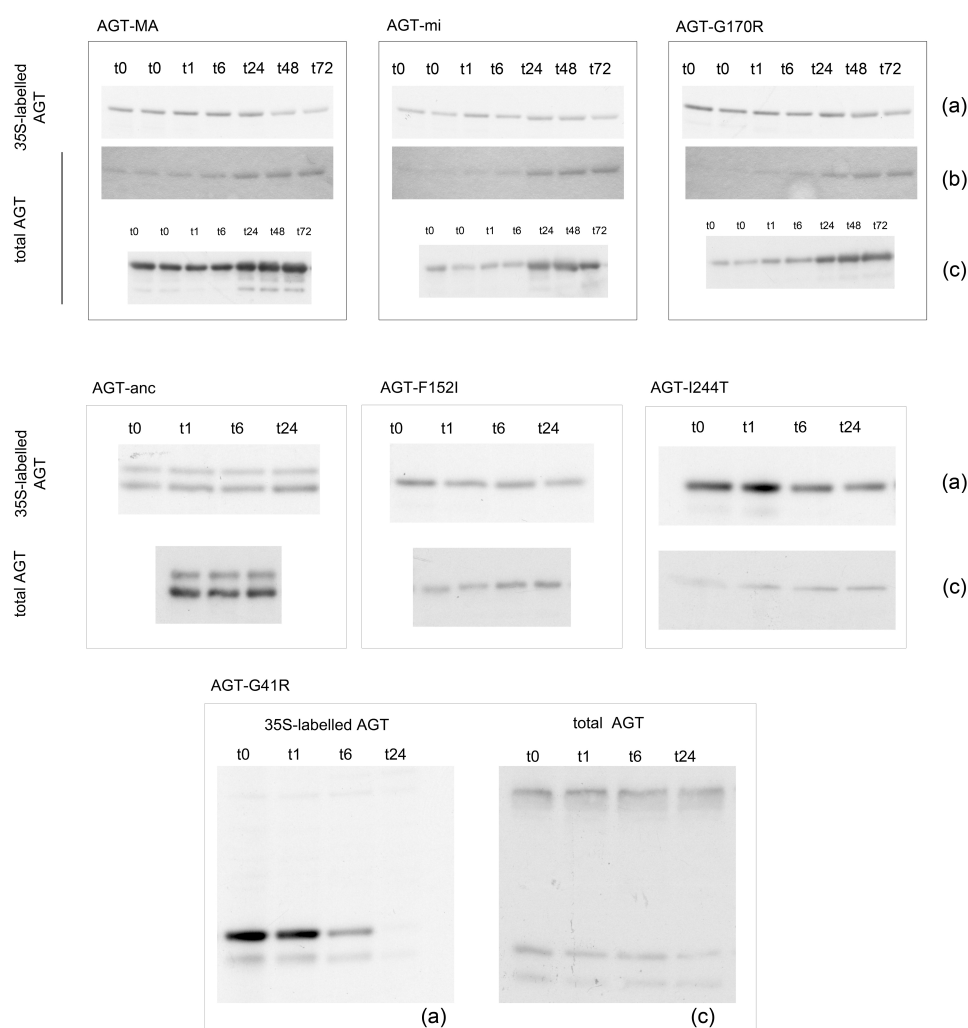 AGT-MA AGT-mi AGT-G170R
t0 t0 t1 t6 t24 t48 t72 t0 t0 t1 t6 t24 t48 t72 t0 t0 t1 t6 t24 t48 t72
35S-labelled
AGT
(a)
(b)
total AGT
t0 t0 t1 t6 t24 t48 t72 t0 t0 t1 t6 t24 t48 t72 t0 t0 t1 t6 t24 t48 t72
(c)
AGT-anc AGT-F152I AGT-I244T
t0 t1 t6 t24 t0 t1 t6 t24 t0 t1 t6 t24
35S-labelled
AGT
(a)
total AGT
(c)
AGT-G41R
35S-labelled AGT total AGT
t0 t1 t6 t24 t0 t1 t6 t24
(a) (c)